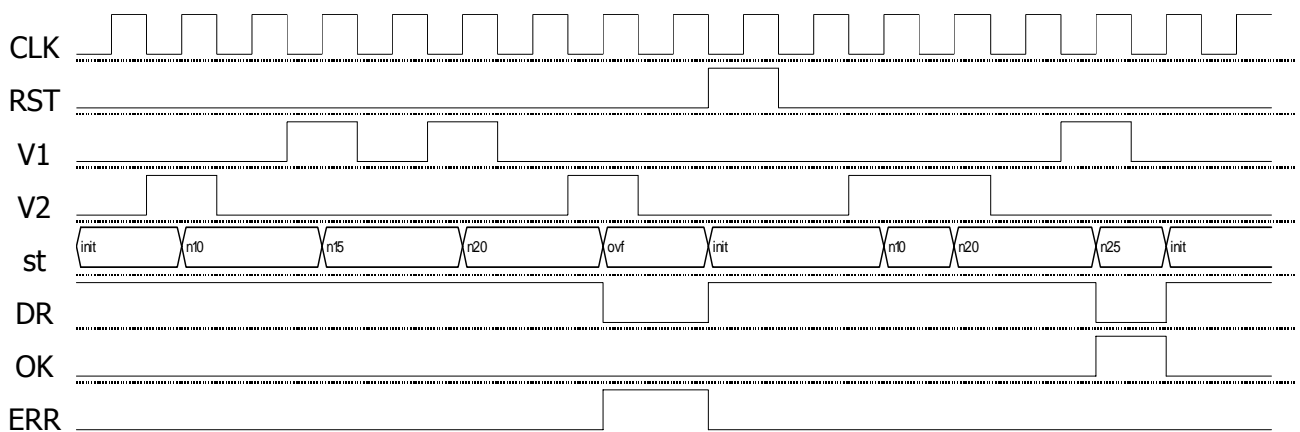 CLK
RST
V1
V2
st init n10 n15 n20 ovf init n10 n20 n25 init
DR
OK
ERR